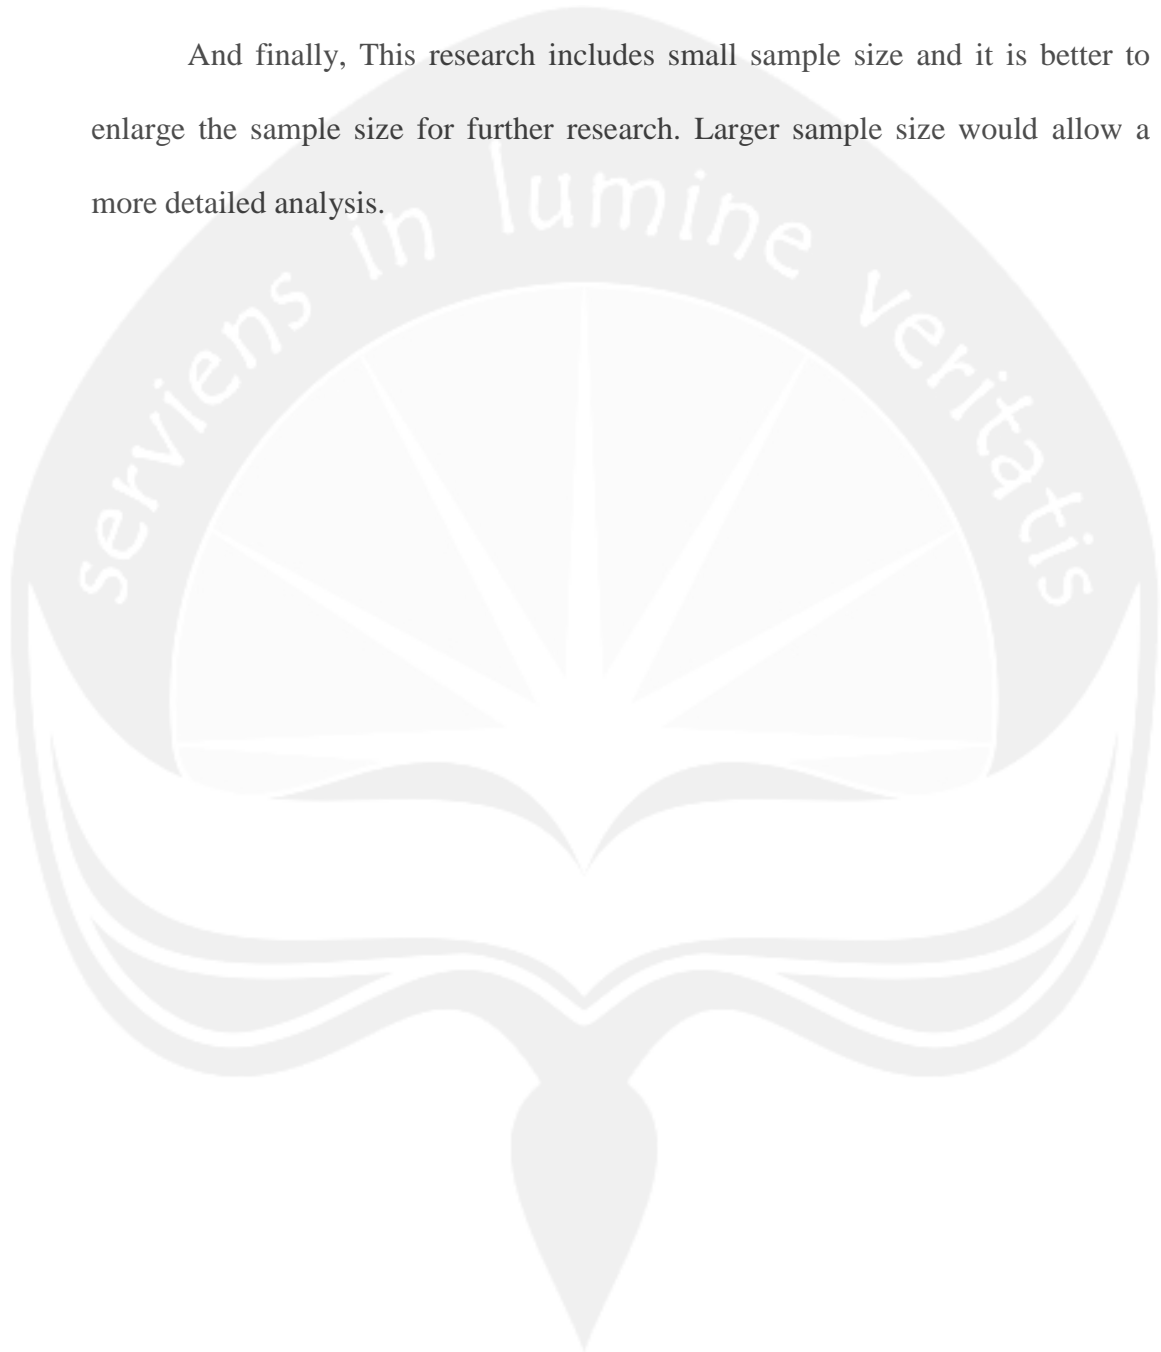 And finally, This research includes small sample size and it is better to
enlarge the sample size for further research. Larger sample size would allow a
more detailed analysis.
serviens in lumine veritatis